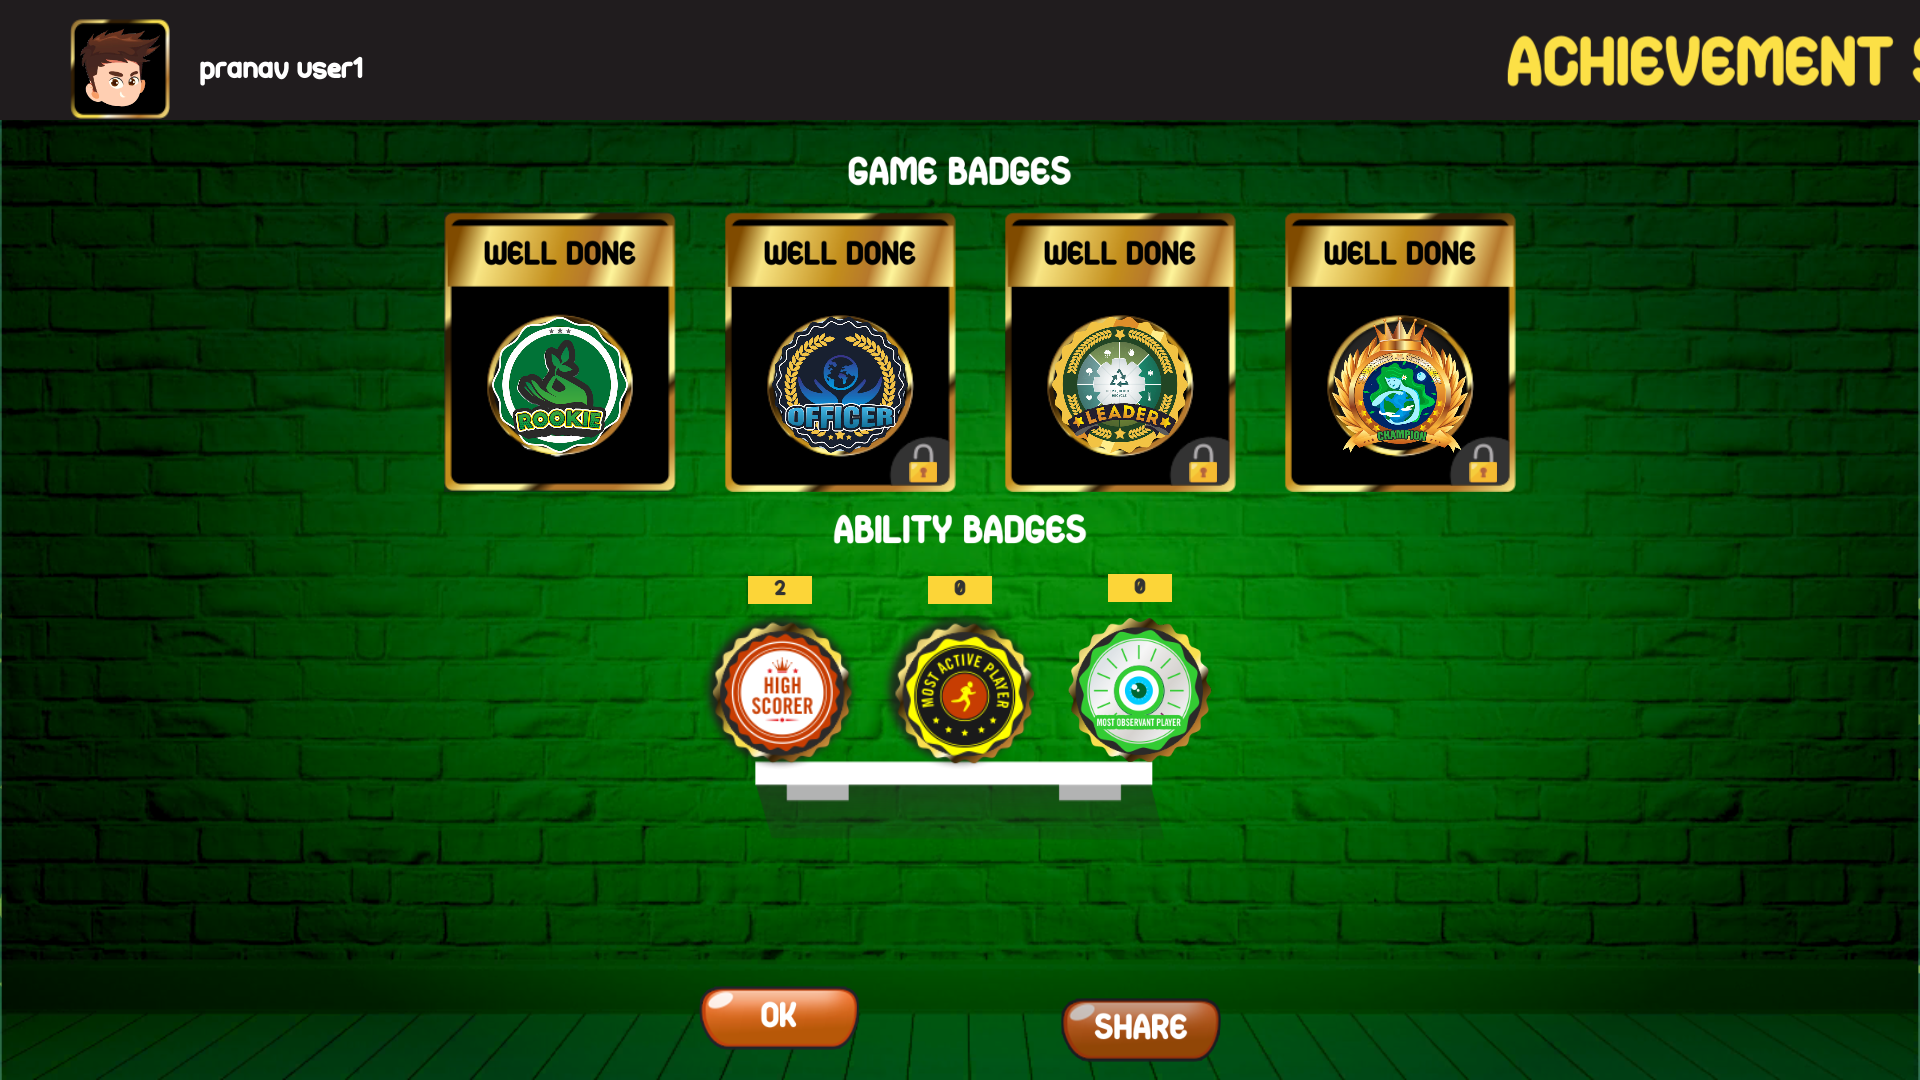 pranav user1
ACHIEVEMENT
GAME BADGES
WELL DONE
WELL DONE
WELL DONE
WELL DONE
ROOKIE
OFFICER
LEADER
CHAMPION
ABILITY BADGES
2
0
0
HIGH
SCORER
MOST ACTIVE PLAYER
MOST OBSERVANT PLAYER
OK
SHARE